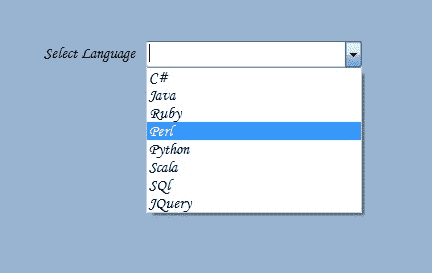 Select Language
C#
Java
Ruby
Perl
Python
Scala
SQl
JQuery